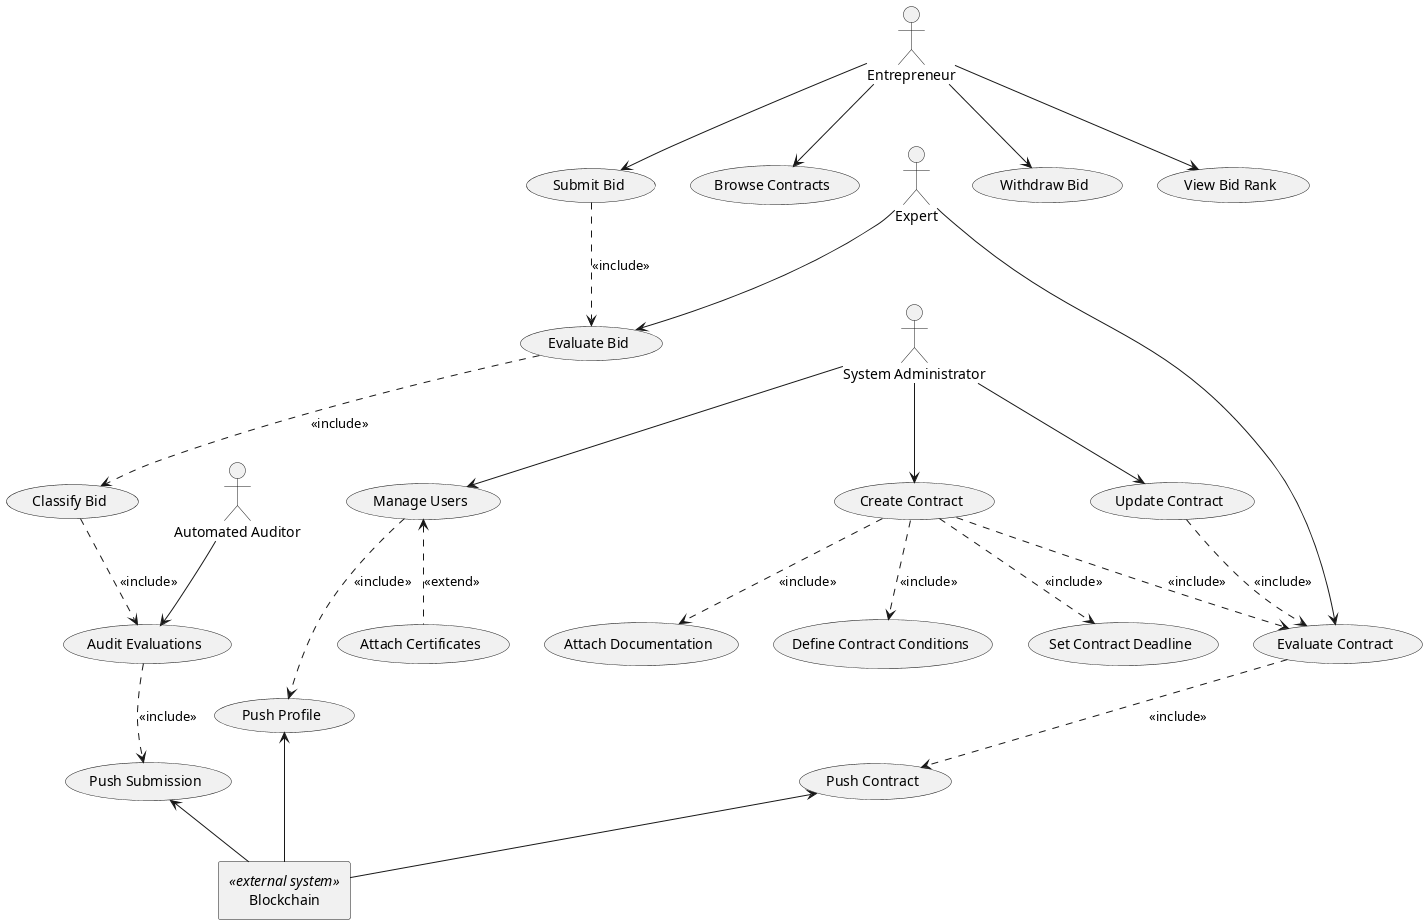 Entrepreneur
Submit Bid
Browse Contracts
Withdraw Bid
View Bid Rank
Expert
«include»
Evaluate Bid
System Administrator
«include»
Classify Bid
Automated Auditor
Manage Users
Create Contract
Update Contract
«include»
«include»
«extend»
«include»
«include»
«include»
«include»
«include»
Audit Evaluations
Attach Certificates
Attach Documentation
Define Contract Conditions
Set Contract Deadline
Evaluate Contract
«include»
Push Profile
«include»
Push Submission
Push Contract
«external system»
Blockchain